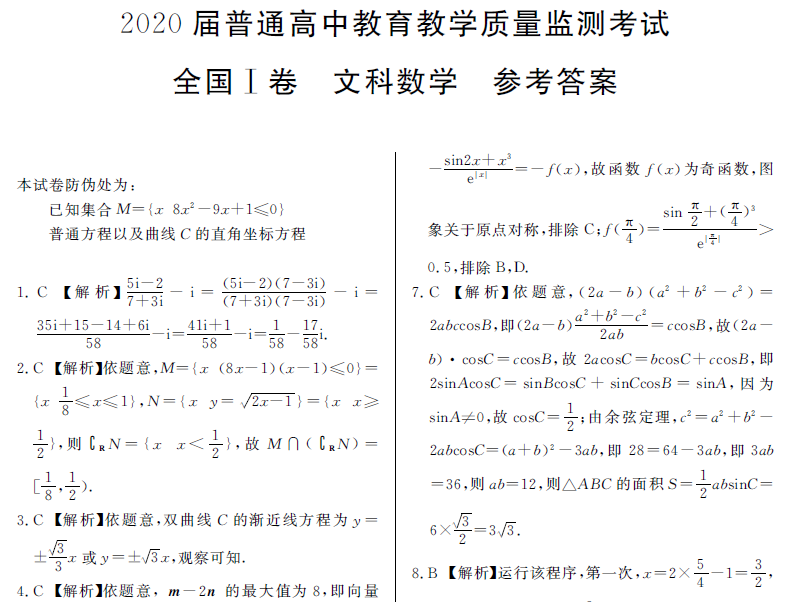 2020 届普通高中教育教学质量监测考试
全国 Ⅰ 卷 文科数学 参考答案
本试卷防伪处为：
已知集合 M={x 8x²-9x+1≤0}
普通方程以及曲线 C 的直角坐标方程
1. C 【解析】(5i-2)/(7+3i) - i = (5i-2)(7-3i)/(7+3i)(7-3i) - i =
(35i+15-14+6i)/58 -i= (41i+1)/58 -i= 1/58 - 17/58 i.
2. C 【解析】依题意,M={x (8x-1)(x-1)≤0}=
{x 1/8≤x≤1},N={x y=√(2x-1)}={x x≥
1/2},则 ∁RN={x x<1/2},故 M∩(∁RN)=
[1/8,1/2).
3. C 【解析】依题意,双曲线 C 的渐近线方程为 y=
±√3/3 x 或 y=±√3x,观察可知.
4. C 【解析】依题意, m-2n 的最大值为 8,即向量
-(sin2x+x³)/e^|x| =-f(x),故函数 f(x)为奇函数,图
象关于原点对称,排除 C;f(π/4)=(sin π/2+(π/4)³)/e^|π/4| >
0.5,排除 B,D.
7. C 【解析】依题意,(2a-b)(a²+b²-c²)=
2abccosB,即(2a-b)(a²+b²-c²)/2ab=ccosB,故(2a-
b)·cosC=ccosB,故 2acosC=bcosC+ccosB,即
2sinAcosC=sinBcosC+sinCcosB=sinA,因为
sinA≠0,故 cosC=1/2;由余弦定理,c²=a²+b²-
2abcosC=(a+b)²-3ab,即 28=64-3ab,即 3ab
=36,则 ab=12,则△ABC 的面积 S=1/2 absinC=
6×√3/2=3√3.
8. B 【解析】运行该程序,第一次,x=2×5/4-1=3/2,